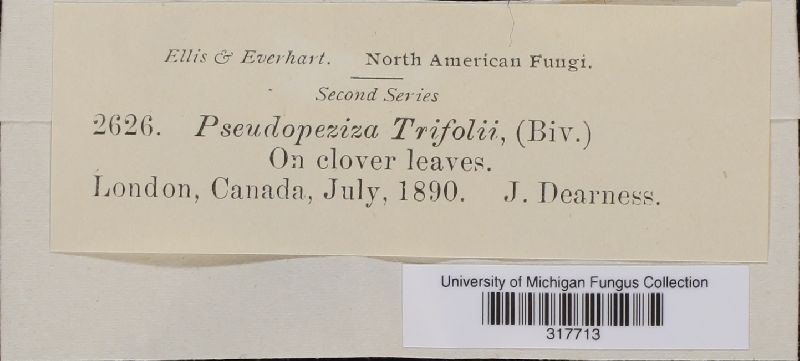 Ellis & Everhart. North American Fungi.
Second Series
2626. Pseudopeziza Trifolii, (Biv.)
On clover leaves.
London, Canada, July, 1890. J. Dearness.
University of Michigan Fungus Collection
317713